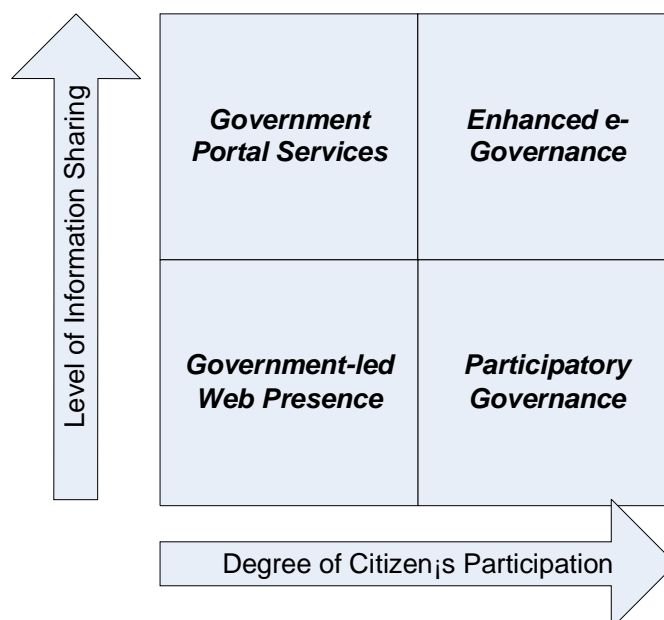 Level of Information Sharing
Government
Portal Services
Enhanced e-
Governance
Government-led
Web Presence
Participatory
Governance
Degree of Citizen¡s Participation